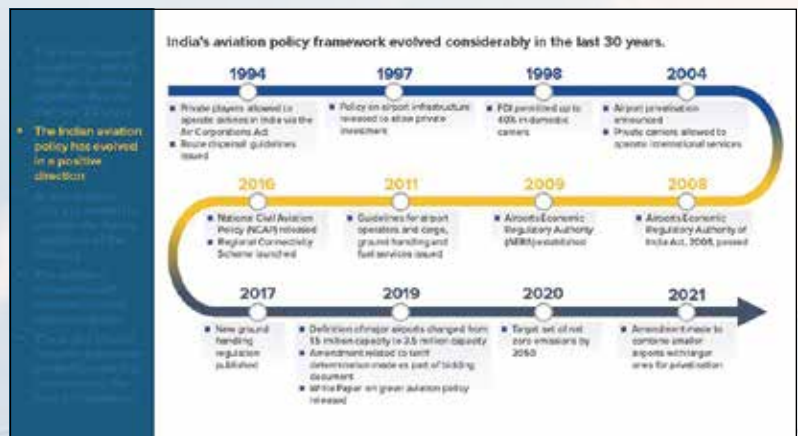 India's aviation policy framework evolved considerably in the last 30 years.
• The Indian aviation
policy has evolved
in a positive
direction
1994
1997
1998
2004
■ Private players allowed to
operate airlines in India via the
Air Corporations Act
■ Route dispersal guidelines
issued
■ Policy on airport infrastructure
released to allow private
investment
■ FDI permitted up to
40% in domestic
carriers
■ Airport privatisation
announced
■ Private carriers allowed to
operate international services
2016
2011
2009
2008
■ National Civil Aviation
Policy (NCAP) released
■ Regional Connectivity
Scheme launched
■ Guidelines for airport
operators and cargo,
ground handling and
fuel services issued
■ Airports Economic
Regulatory Authority
(AERA) established
■ Airports Economic
Regulatory Authority of
India Act, 2008, passed
2017
2019
2020
2021
■ New ground
handling
regulation
published
■ Definition of major airports changed from
1.5 million capacity to 3.5 million capacity
■ Amendment related to tariff
determination made as part of bidding
document
■ White Paper on green aviation policy
released
■ Target set of net
zero emissions by
2050
■ Amendment made to
combine smaller
airports with larger
ones for privatisation